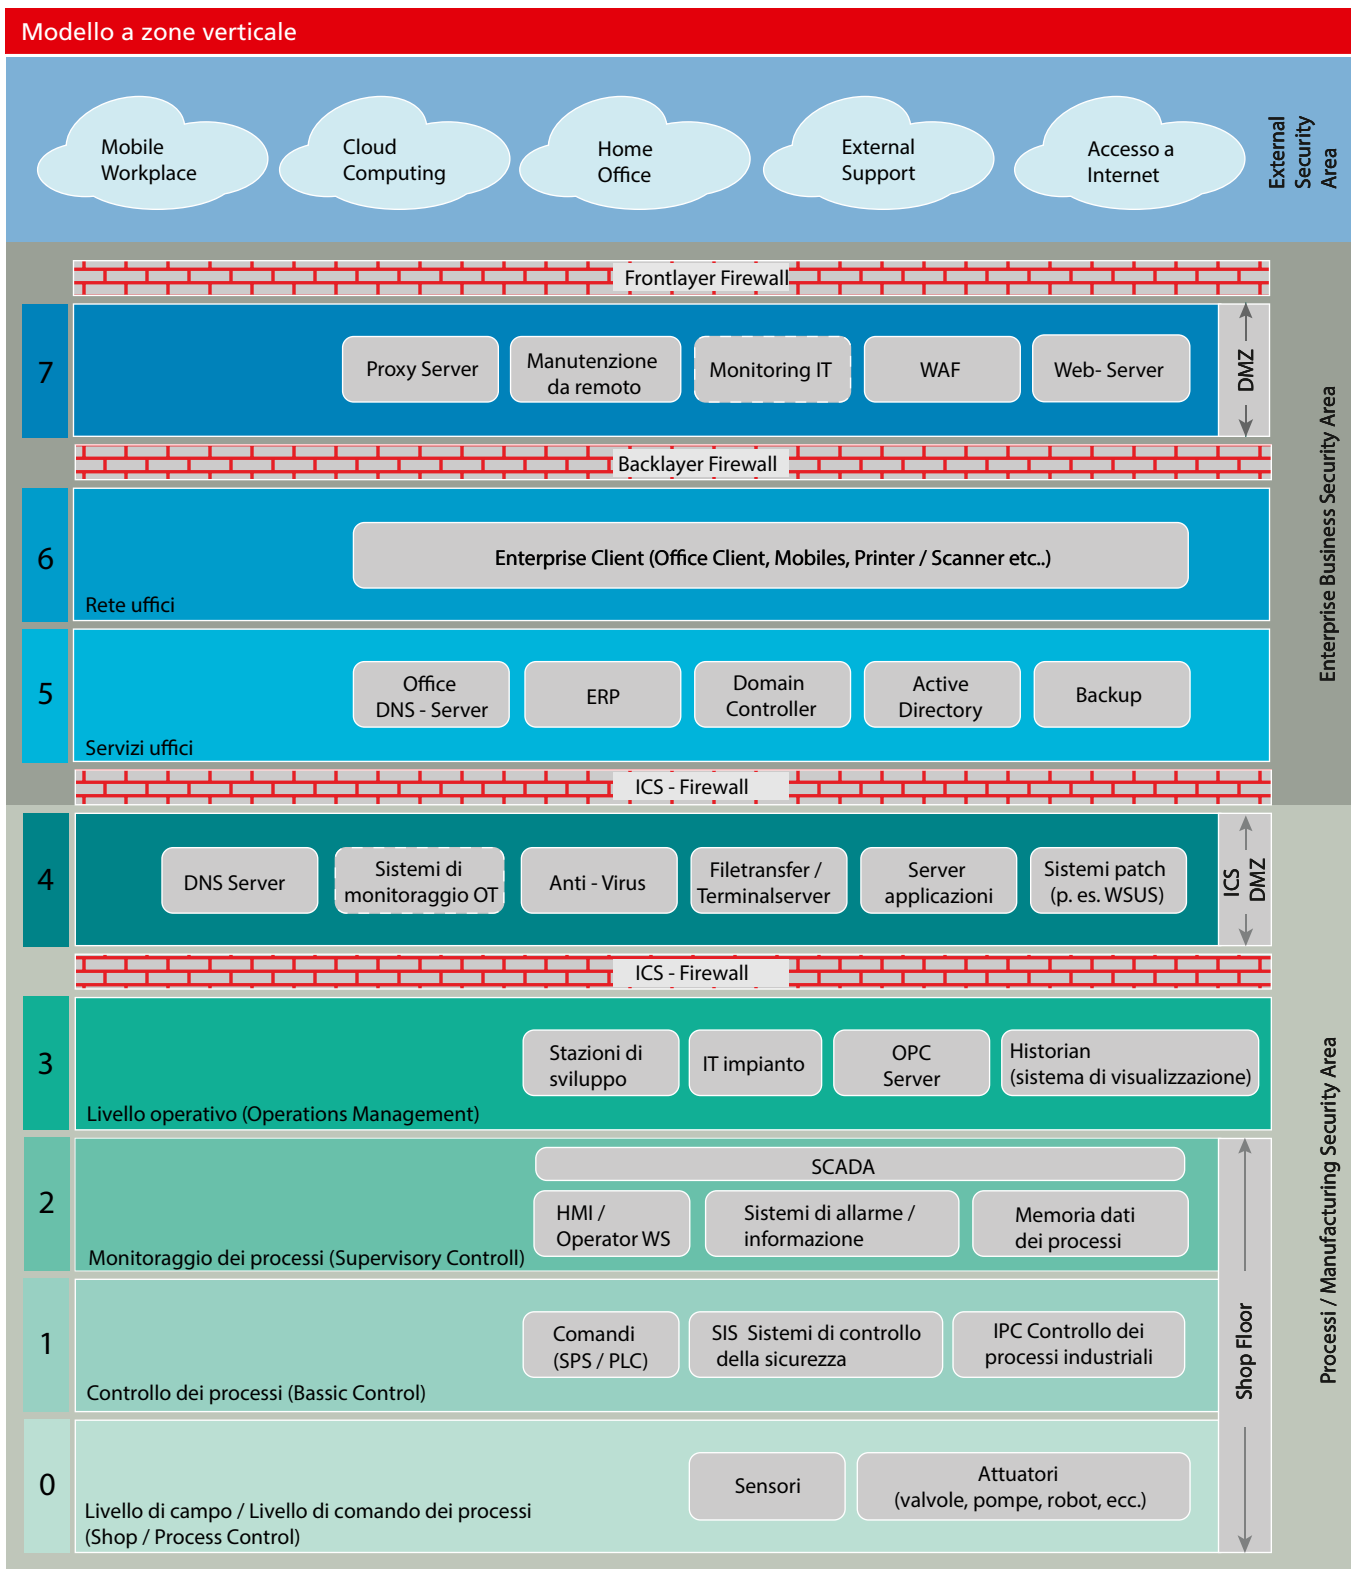 Modello a zone verticale
Mobile
Workplace
Cloud
Computing
Home
Office
External
Support
Accesso a
Internet
External
Security
Area
Frontlayer Firewall
7
Proxy Server
Manutenzione
da remoto
Monitoring IT
WAF
Web- Server
DMZ
Backlayer Firewall
Enterprise Business Security Area
6
Enterprise Client (Office Client, Mobiles, Printer / Scanner etc..)
Rete uffici
5
Office
DNS - Server
ERP
Domain
Controller
Active
Directory
Backup
Servizi uffici
ICS - Firewall
4
DNS Server
Sistemi di
monitoraggio OT
Anti - Virus
Filetransfer /
Terminalserver
Server
applicazioni
Sistemi patch
(p. es. WSUS)
ICS
DMZ
ICS - Firewall
3
Stazioni di
sviluppo
IT impianto
OPC
Server
Historian
(sistema di visualizzazione)
Livello operativo (Operations Management)
Processi / Manufacturing Security Area
2
SCADA
HMI /
Operator WS
Sistemi di allarme /
informazione
Memoria dati
dei processi
Monitoraggio dei processi (Supervisory Controll)
1
Comandi
(SPS / PLC)
SIS Sistemi di controllo
della sicurezza
IPC Controllo dei
processi industriali
Controllo dei processi (Bassic Control)
Shop Floor
0
Sensori
Attuatori
(valvole, pompe, robot, ecc.)
Livello di campo / Livello di comando dei processi
(Shop / Process Control)